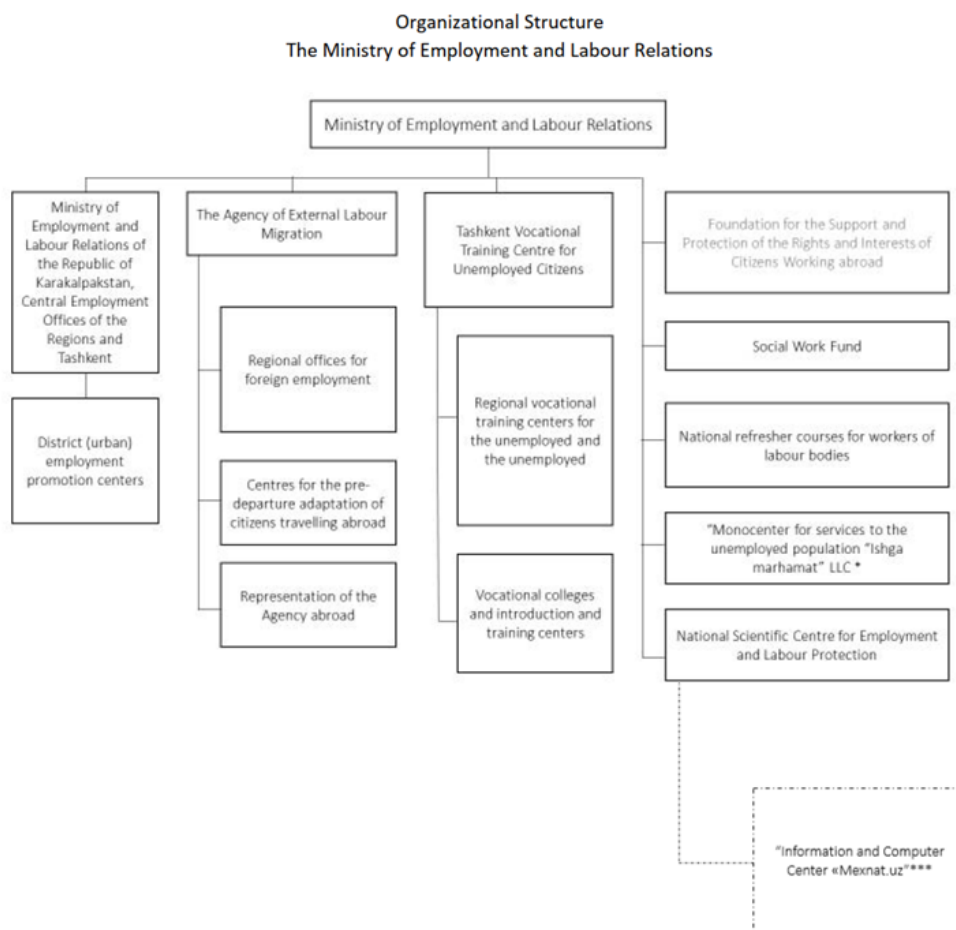 Organizational Structure
The Ministry of Employment and Labour Relations
Ministry of Employment and Labour Relations
Ministry of
Employment and
Labour Relations of
the Republic of
Karakalpakstan,
Central Employment
Offices of the
Regions and
Tashkent
District (urban)
employment
promotion centers
The Agency of External Labour
Migration
Regional offices for
foreign employment
Centres for the pre-
departure adaptation of
citizens travelling abroad
Representation of the
Agency abroad
Tashkent Vocational
Training Centre for
Unemployed Citizens
Regional vocational
training centers for
the unemployed and
the unemployed
Vocational colleges
and introduction and
training centers
Foundation for the Support and
Protection of the Rights and Interests of
Citizens Working abroad
Social Work Fund
National refresher courses for workers of
labour bodies
"Monocenter for services to the
unemployed population "Ishga
marhamat" LLC *
National Scientific Centre for Employment
and Labour Protection
"Information and Computer
Center «Mexnat.uz"***